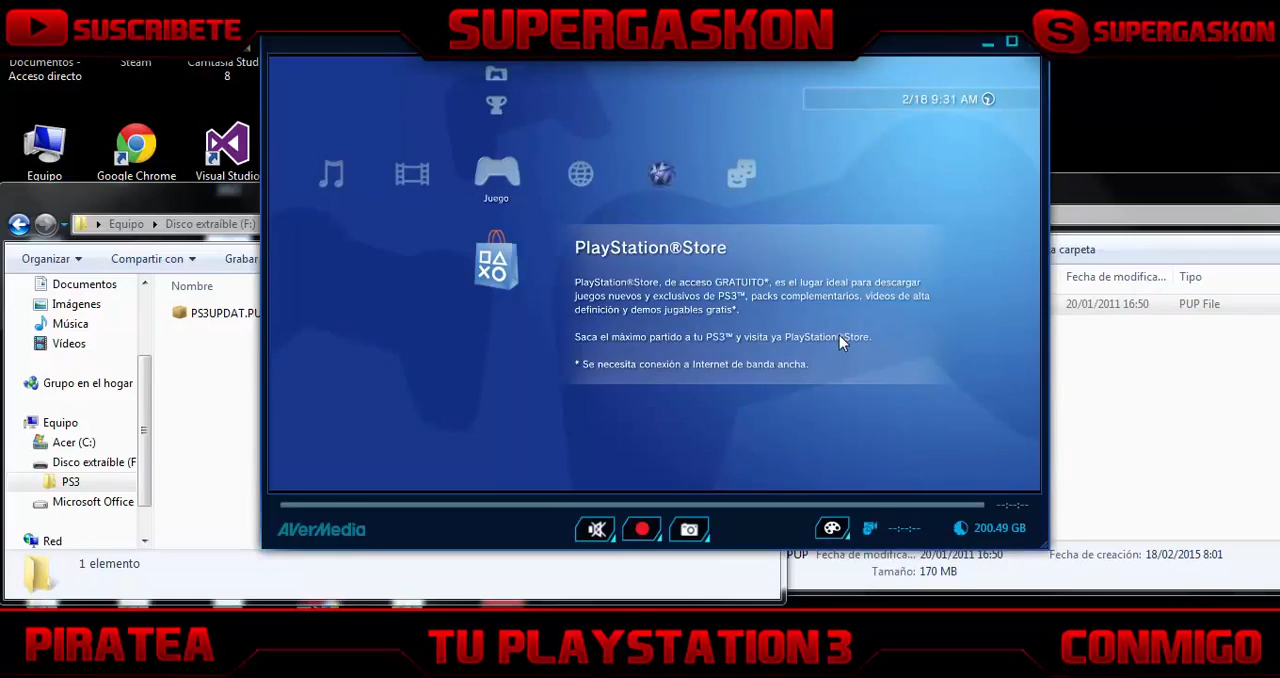 SUSCRIBETE
SUPERGASKON
SUPERGASKON
Documentos -
Acceso directo
Steam
Camtasia Stud
8
Equipo
Google Chrome
Visual Studio
2/18 9:31 AM
Juego
PlayStation®Store
PlayStation®Store, de acceso GRATUITO*, es el lugar ideal para descargar
juegos nuevos y exclusivos de PS3™, packs complementarios, videos de alta
definición y demos jugables gratis*.
Saca el máximo partido a tu PS3™ y visita ya PlayStation®Store.
* Se necesita conexión a Internet de banda ancha.
Equipo
Disco extraíble (F:)
Organizar
Compartir con
Grabar
Nombre
PS3UPDAT.PU
Documentos
Imágenes
Música
Vídeos
Grupo en el hogar
Equipo
Acer (C:)
Disco extraíble (F
PS3
Microsoft Office
Red
1 elemento
a carpeta
Fecha de modifica...
Tipo
20/01/2011 16:50
PUP File
--:--:--
AVerMedia
--:--:--
200.49 GB
PUP
Fecha de modifica... 20/01/2011 16:50
Fecha de creación: 18/02/2015 8:01
Tamaño: 170 MB
PIRATEA
TU PLAYSTATION 3
CONMIGO